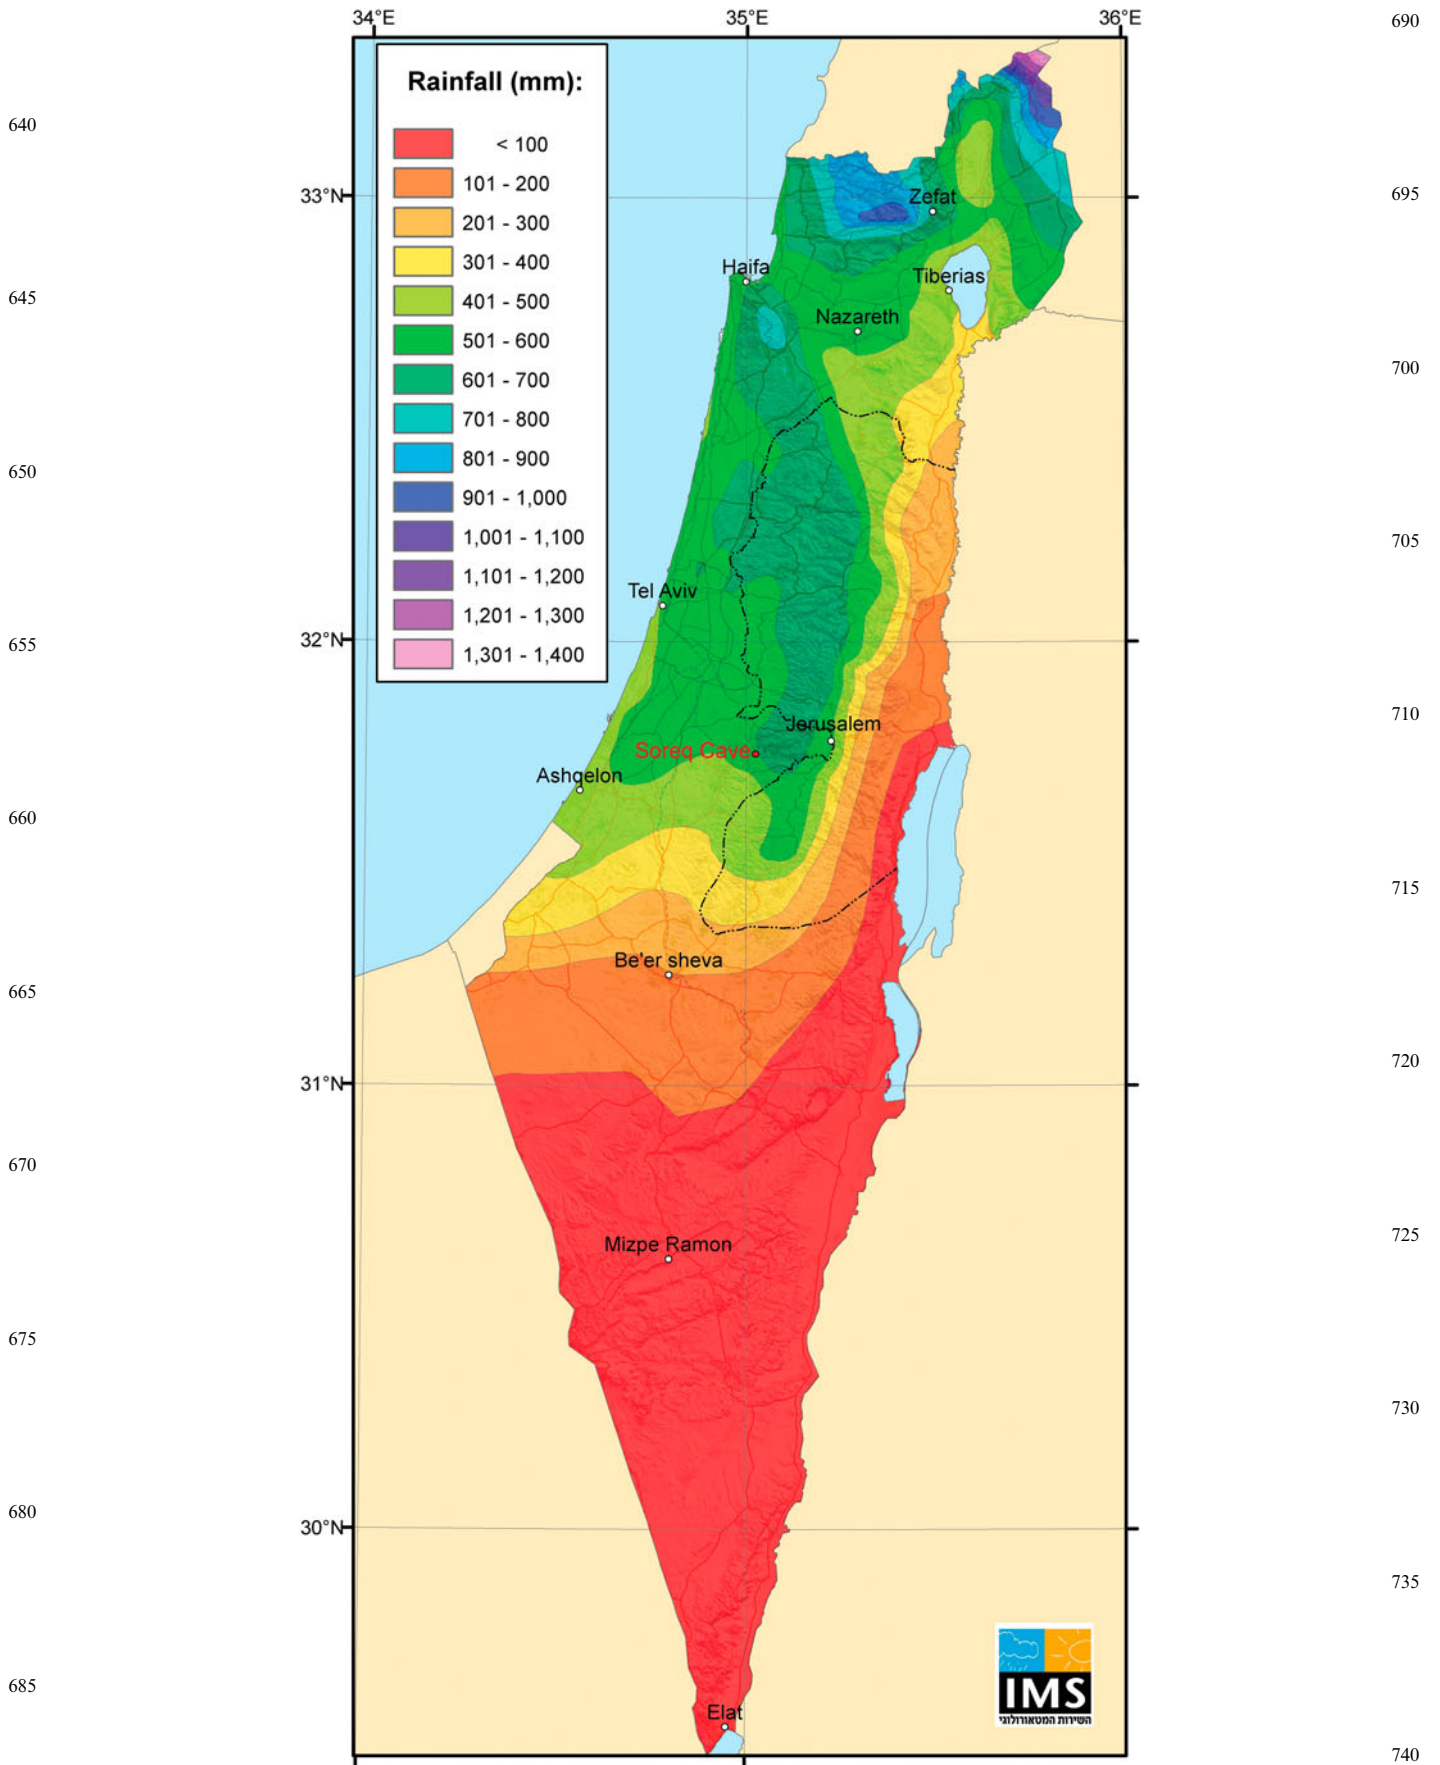 34°E 35°E 36°E
690
Rainfall (mm):
640
< 100
101 - 200
33°N
695
Zefat
201 - 300
301 - 400
Haifa
Tiberias
645
401 - 500
Nazareth
501 - 600
700
601 - 700
701 - 800
801 - 900
650
901 - 1,000
1,001 - 1,100
705
1,101 - 1,200
Tel Aviv
1,201 - 1,300
32°N
655
1,301 - 1,400
710
Jerusalem
Soreq Cave
Ashqelon
660
715
Be'er sheva
665
720
31°N
670
725
Mizpe Ramon
675
730
680
30°N
735
685
IMS
השירות המטאורולוגי
Elat
740